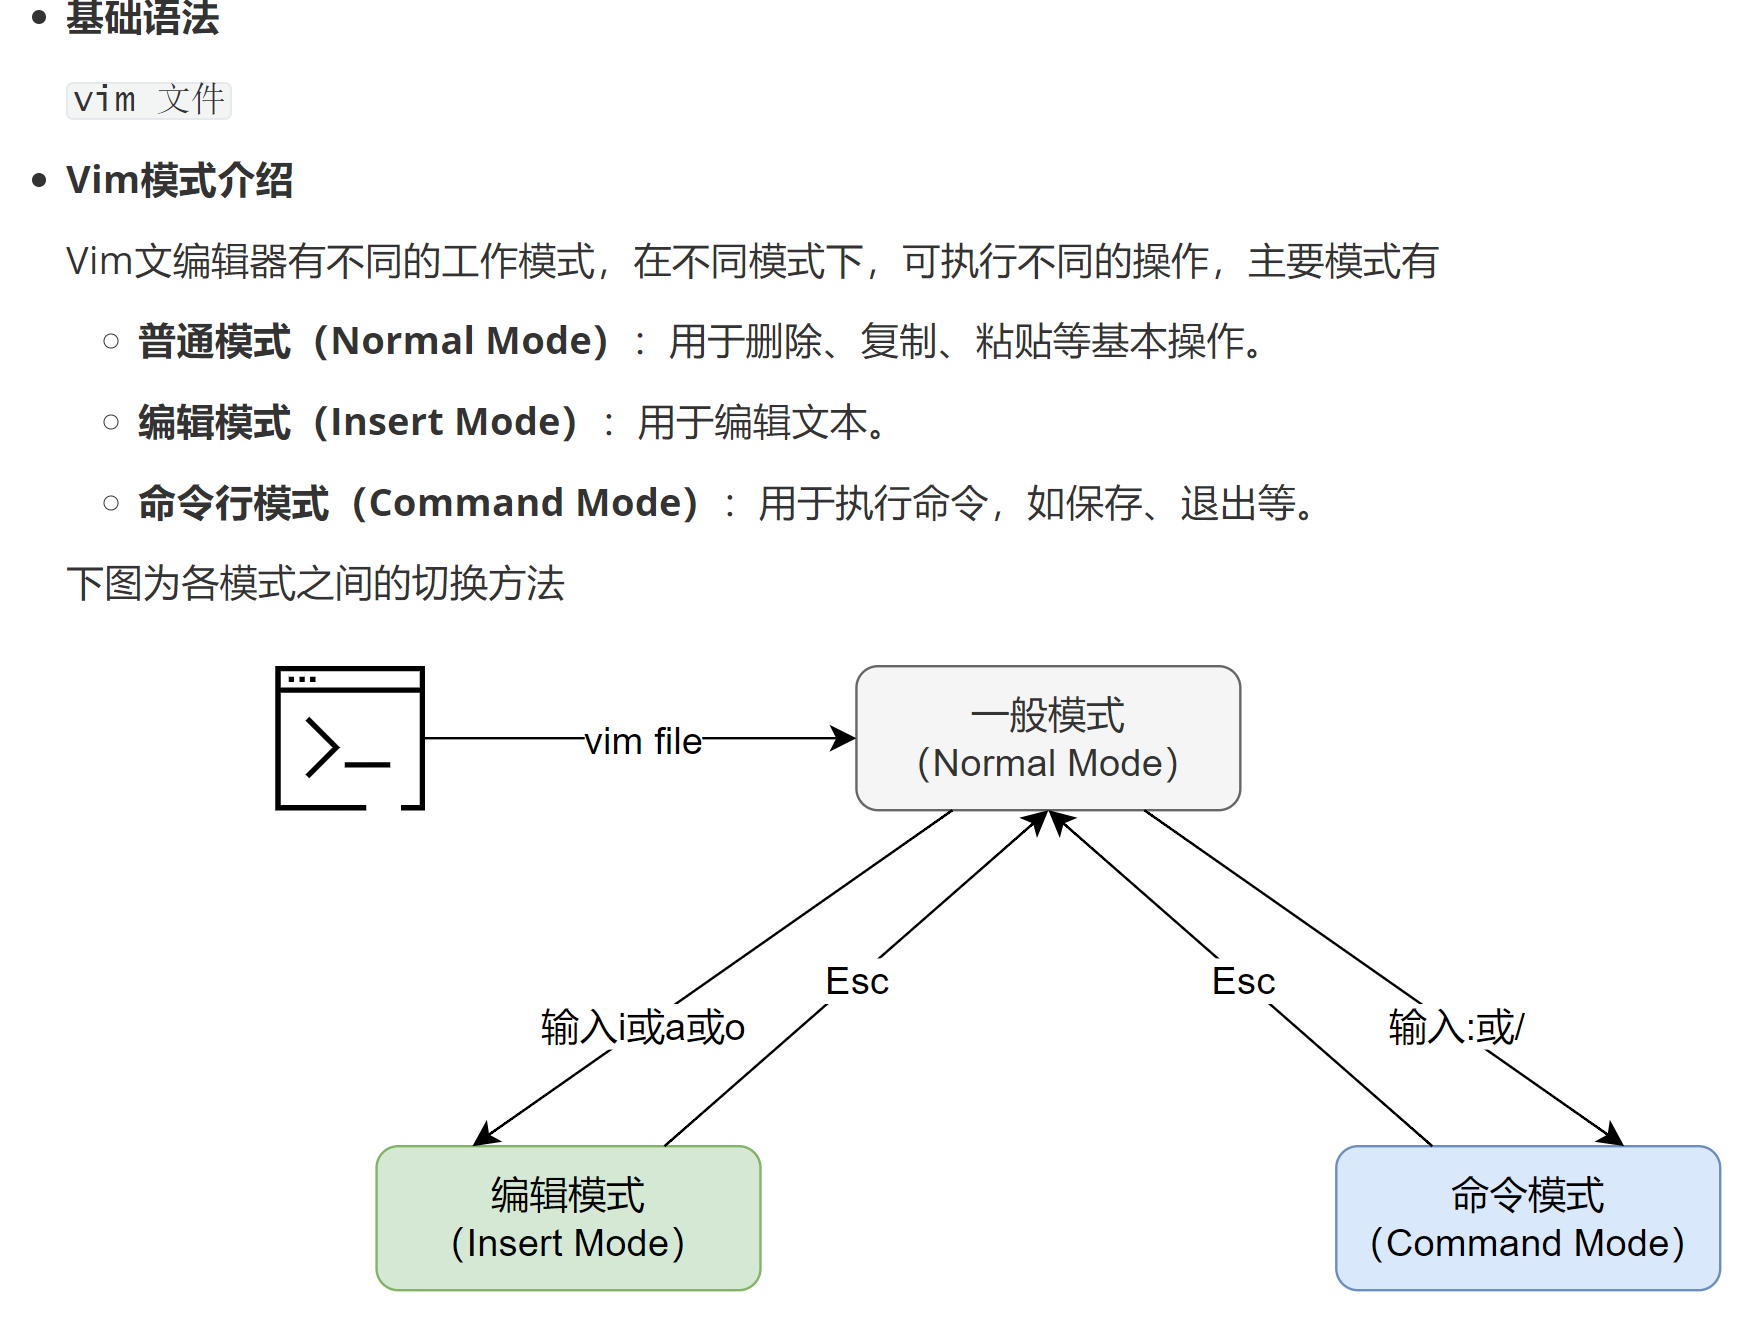 基础语法
vim 文件
Vim模式介绍
Vim文编辑器有不同的工作模式，在不同模式下，可执行不同的操作，主要模式有
普通模式（Normal Mode）：用于删除、复制、粘贴等基本操作。
编辑模式（Insert Mode）：用于编辑文本。
命令行模式（Command Mode）：用于执行命令，如保存、退出等。
下图为各模式之间的切换方法
vim file
一般模式
（Normal Mode）
Esc
Esc
输入i或a或o
输入:或/
编辑模式
（Insert Mode）
命令模式
（Command Mode）